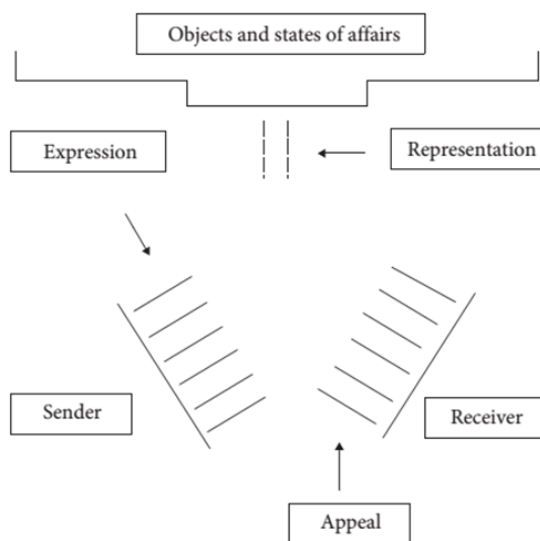 Objects and states of affairs
Expression
Representation
Sender
Receiver
Appeal